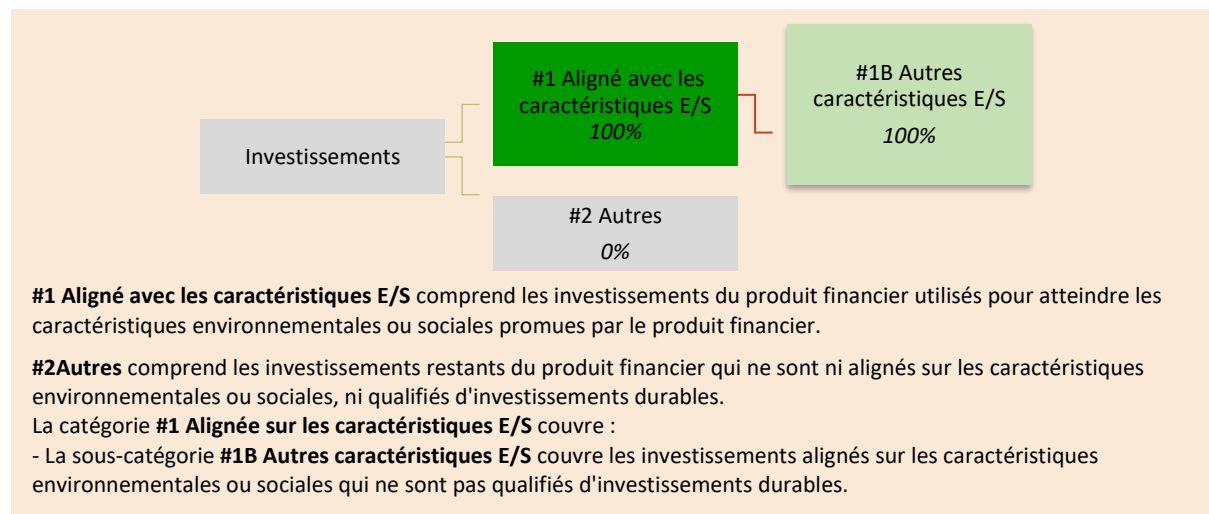 #1 Aligné avec les
caractéristiques E/S
100%
#1B Autres
caractéristiques E/S
100%
Investissements
#2 Autres
0%
#1 Aligné avec les caractéristiques E/S comprend les investissements du produit financier utilisés pour atteindre les
caractéristiques environnementales ou sociales promues par le produit financier.
#2Autres comprend les investissements restants du produit financier qui ne sont ni alignés sur les caractéristiques
environnementales ou sociales, ni qualifiés d'investissements durables.
La catégorie #1 Alignée sur les caractéristiques E/S couvre :
- La sous-catégorie #1B Autres caractéristiques E/S couvre les investissements alignés sur les caractéristiques
environnementales ou sociales qui ne sont pas qualifiés d'investissements durables.